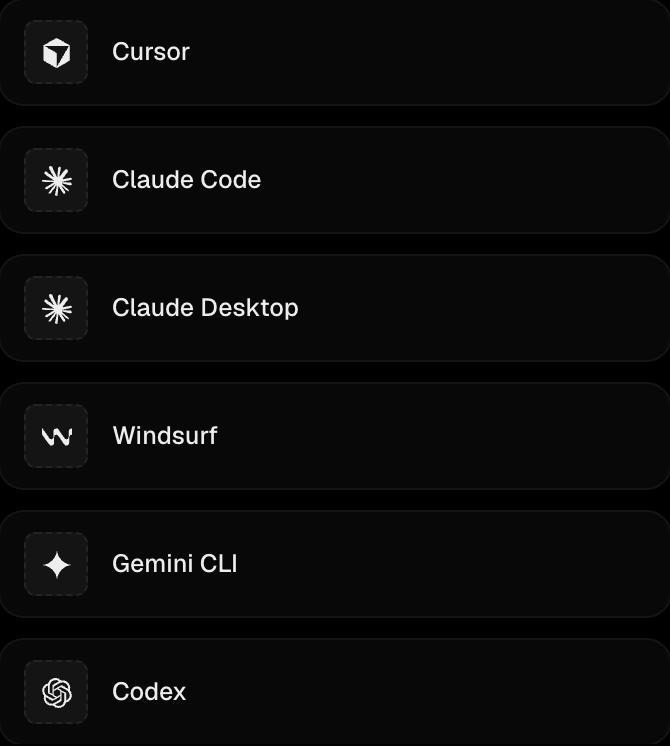 Cursor
Claude Code
Claude Desktop
Windsurf
Gemini CLI
Codex